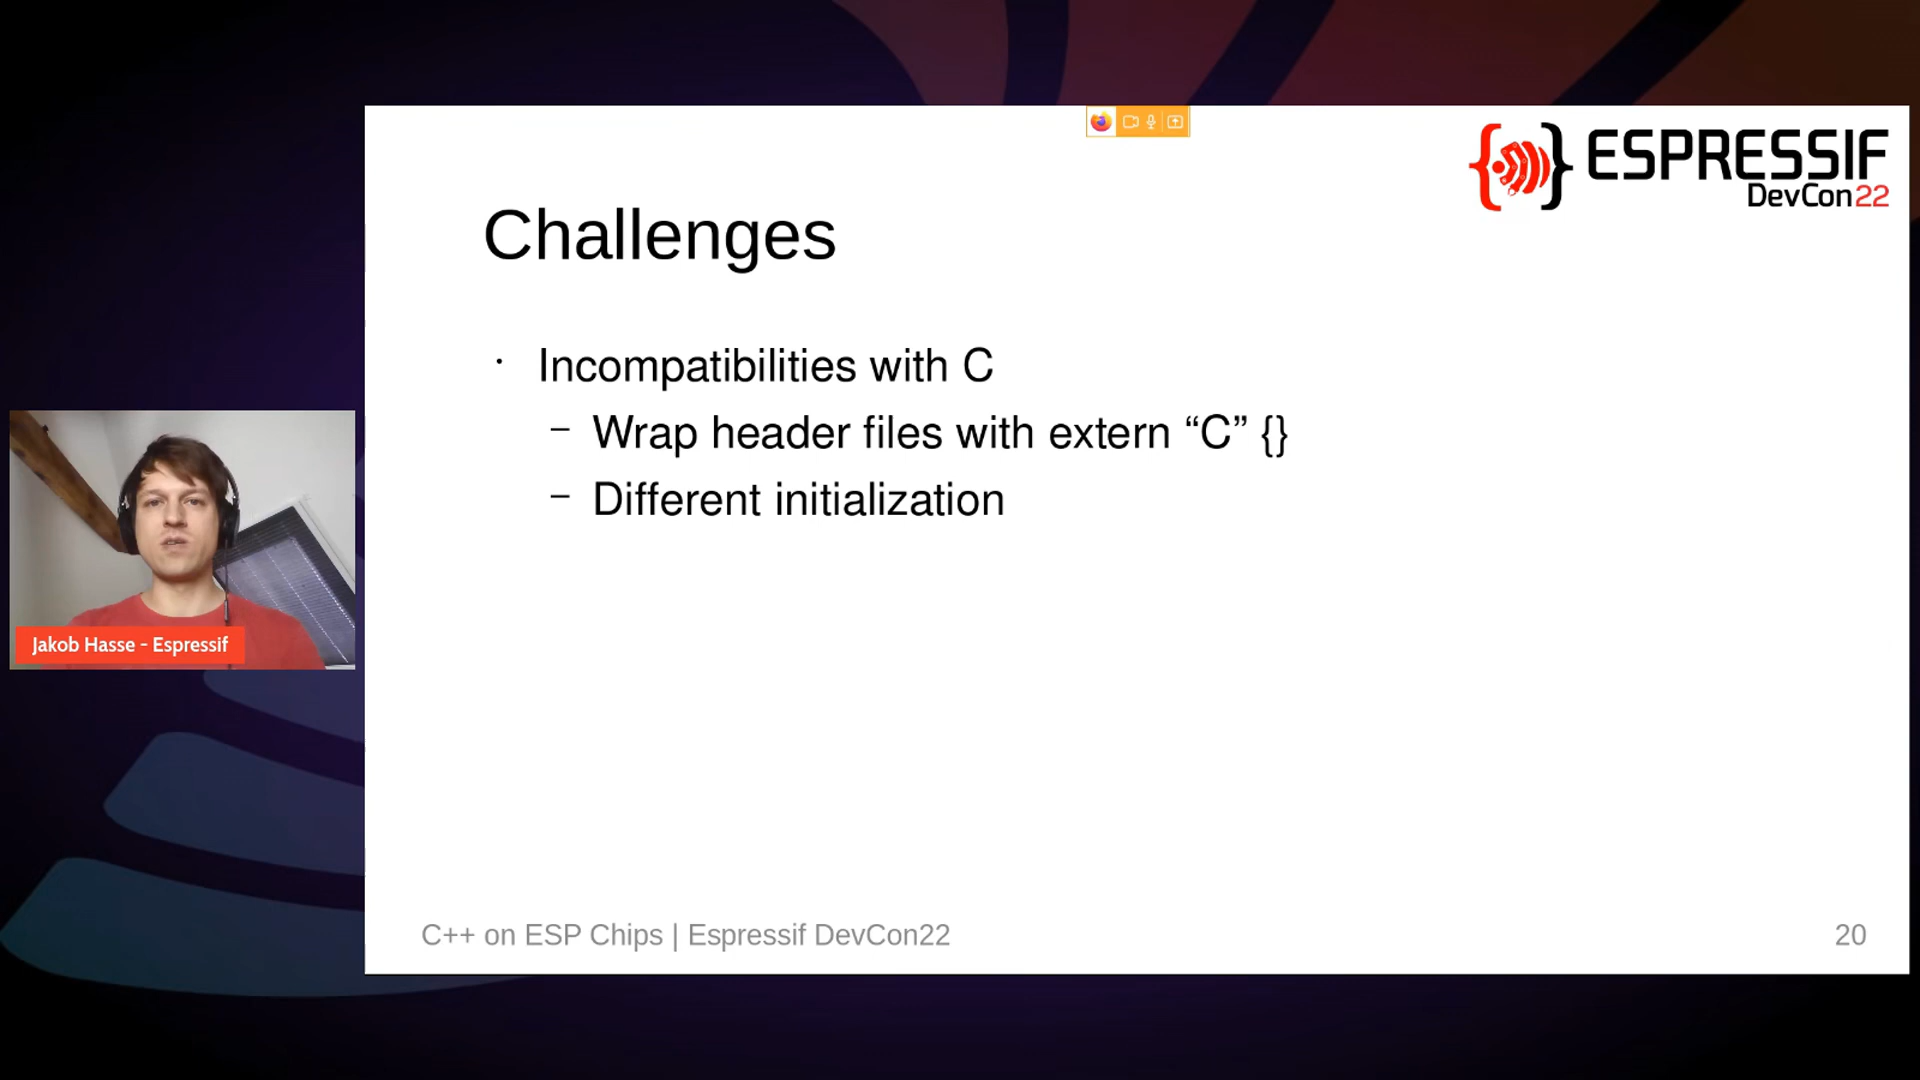 ESPRESSIF
DevCon22
Challenges
· Incompatibilities with C
– Wrap header files with extern “C” {}
– Different initialization
Jakob Hasse - Espressif
C++ on ESP Chips | Espressif DevCon22
20